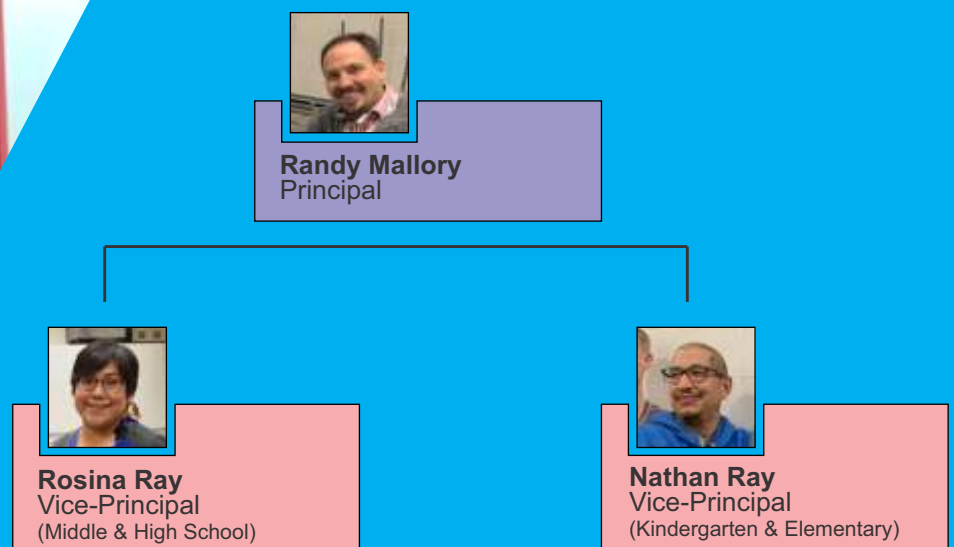 Randy Mallory
Principal
Rosina Ray
Vice-Principal
(Middle & High School)
Nathan Ray
Vice-Principal
(Kindergarten & Elementary)